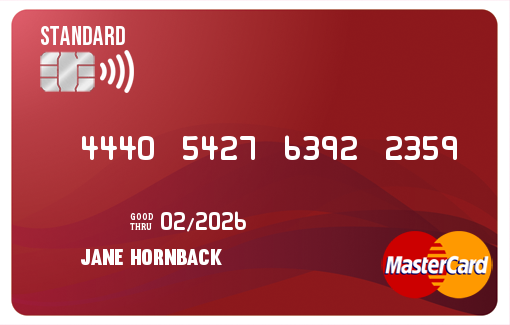 STANDARD
4440 5427 6392 2359
GOOD THRU 02/2026
JANE HORNBACK
MasterCard